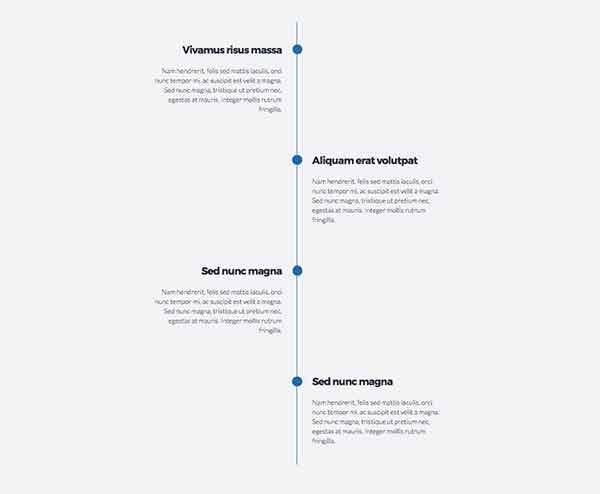 Vivamus risus massa
Nam hendrerit, felis sed mattis iaculis, orci
nunc tempor mi, ac suscipit est velit a magna.
Sed nunc magna, tristique ut pretium nec,
egestas at mauris. Integer mollis rutrum
fringilla.
Aliquam erat volutpat
Nam hendrerit, felis sed mattis iaculis, orci
nunc tempor mi, ac suscipit est velit a magna.
Sed nunc magna, tristique ut pretium nec,
egestas at mauris. Integer mollis rutrum
fringilla.
Sed nunc magna
Nam hendrerit, felis sed mattis iaculis, orci
nunc tempor mi, ac suscipit est velit a magna.
Sed nunc magna, tristique ut pretium nec,
egestas at mauris. Integer mollis rutrum
fringilla.
Sed nunc magna
Nam hendrerit, felis sed mattis iaculis, orci
nunc tempor mi, ac suscipit est velit a magna.
Sed nunc magna, tristique ut pretium nec,
egestas at mauris. Integer mollis rutrum
fringilla.